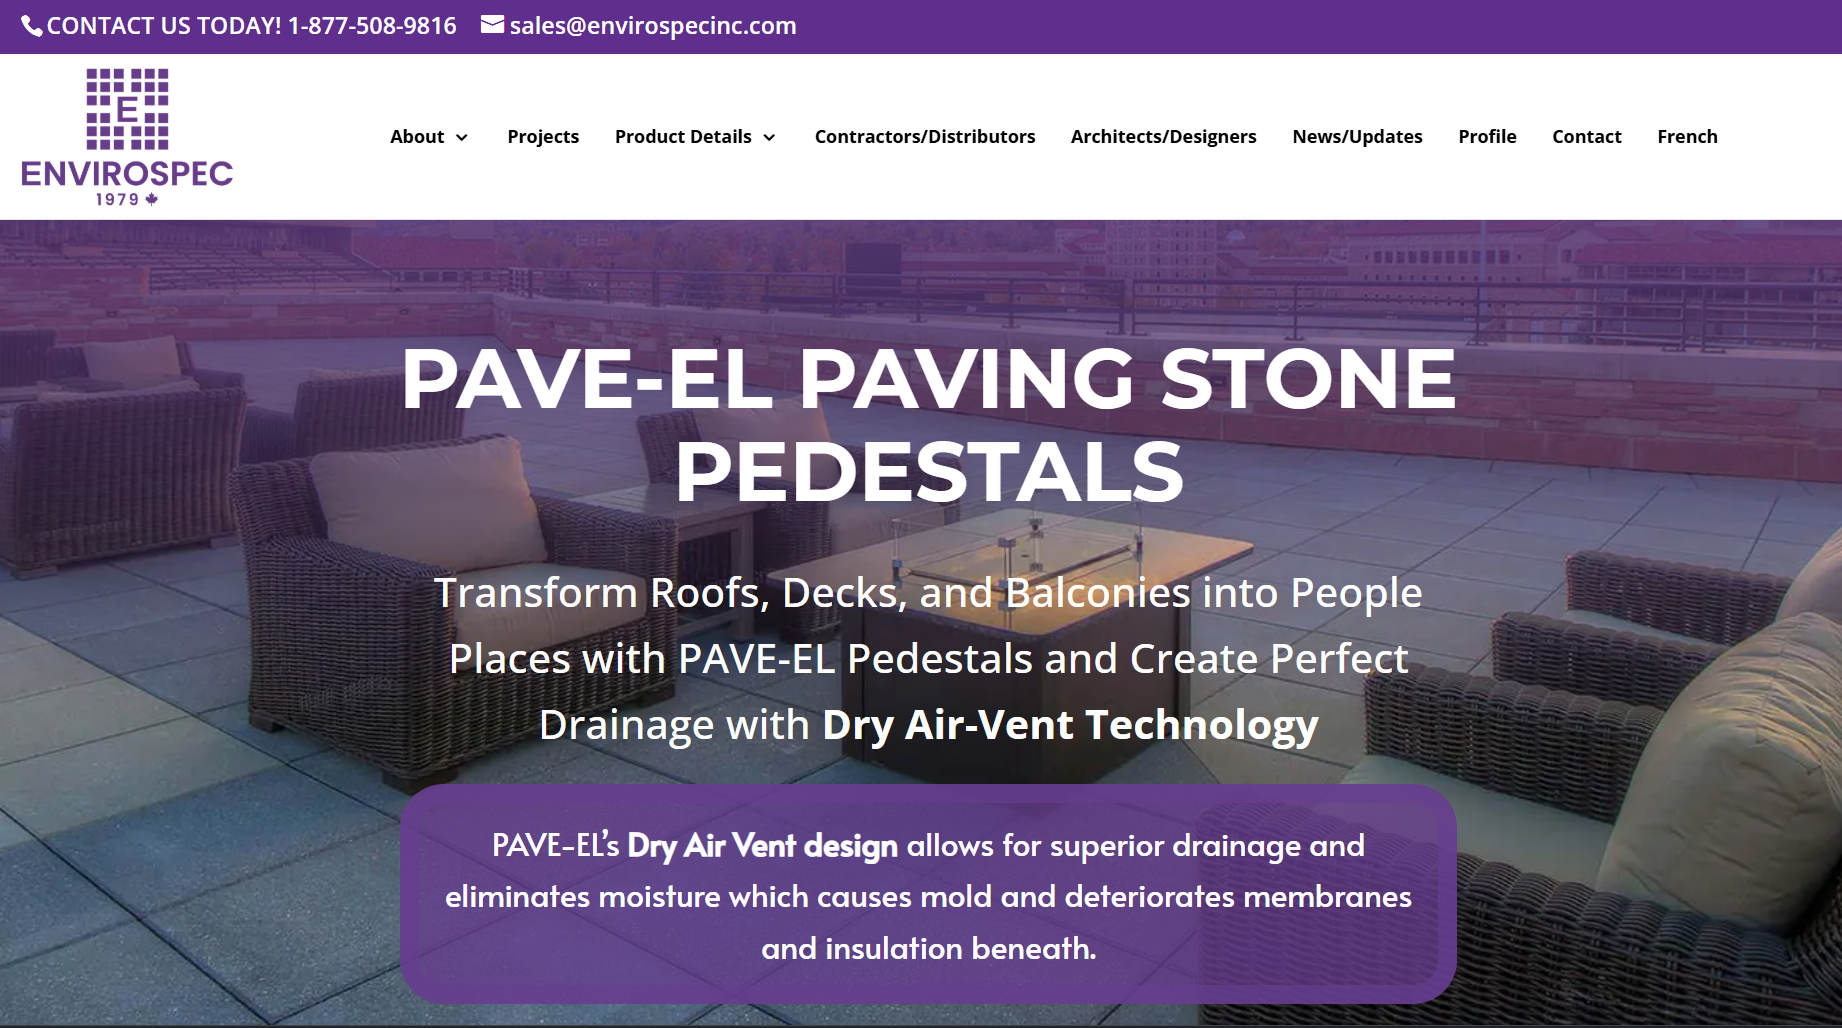 CONTACT US TODAY! 1-877-508-9816 sales@envirospecinc.com
E
ENVIROSPEC
1979
About Projects Product Details Contractors/Distributors Architects/Designers News/Updates Profile Contact French
PAVE-EL PAVING STONE
PEDESTALS
Transform Roofs, Decks, and Balconies into People
Places with PAVE-EL Pedestals and Create Perfect
Drainage with Dry Air-Vent Technology
PAVE-EL’s Dry Air Vent design allows for superior drainage and
eliminates moisture which causes mold and deteriorates membranes
and insulation beneath.